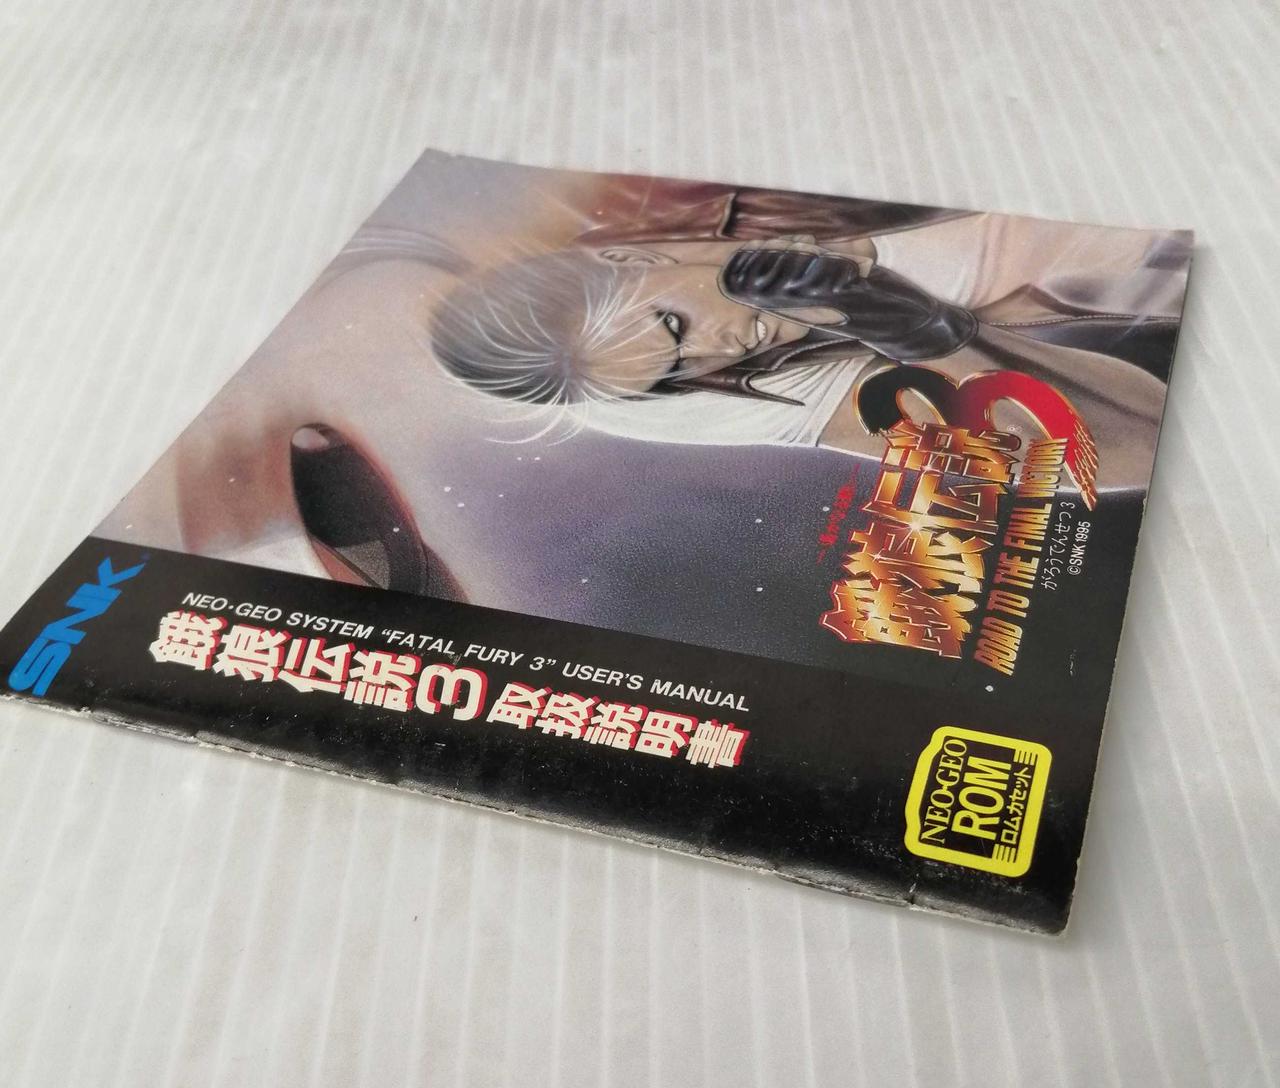 SNK
NEO·GEO SYSTEM “FATAL FURY 3” USER'S MANUAL
餓狼伝説3 取扱説明書
NEO·GEO
ROM
ロムカセット
餓狼伝説3
ROAD TO THE FINAL VICTORY
がろうでんせつ3
©SNK 1995